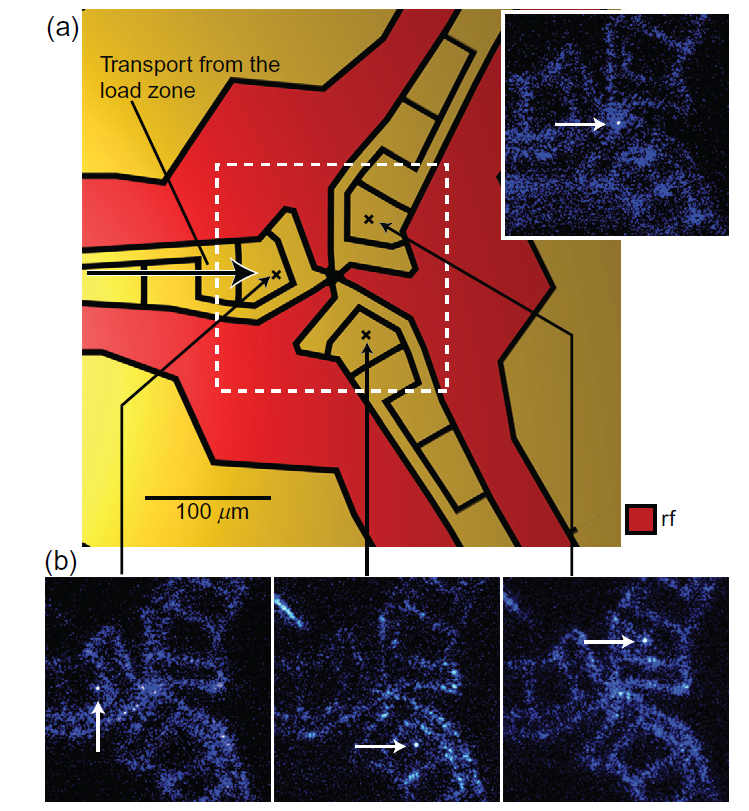 (a)
Transport from the
load zone
100 μm
rf
(b)